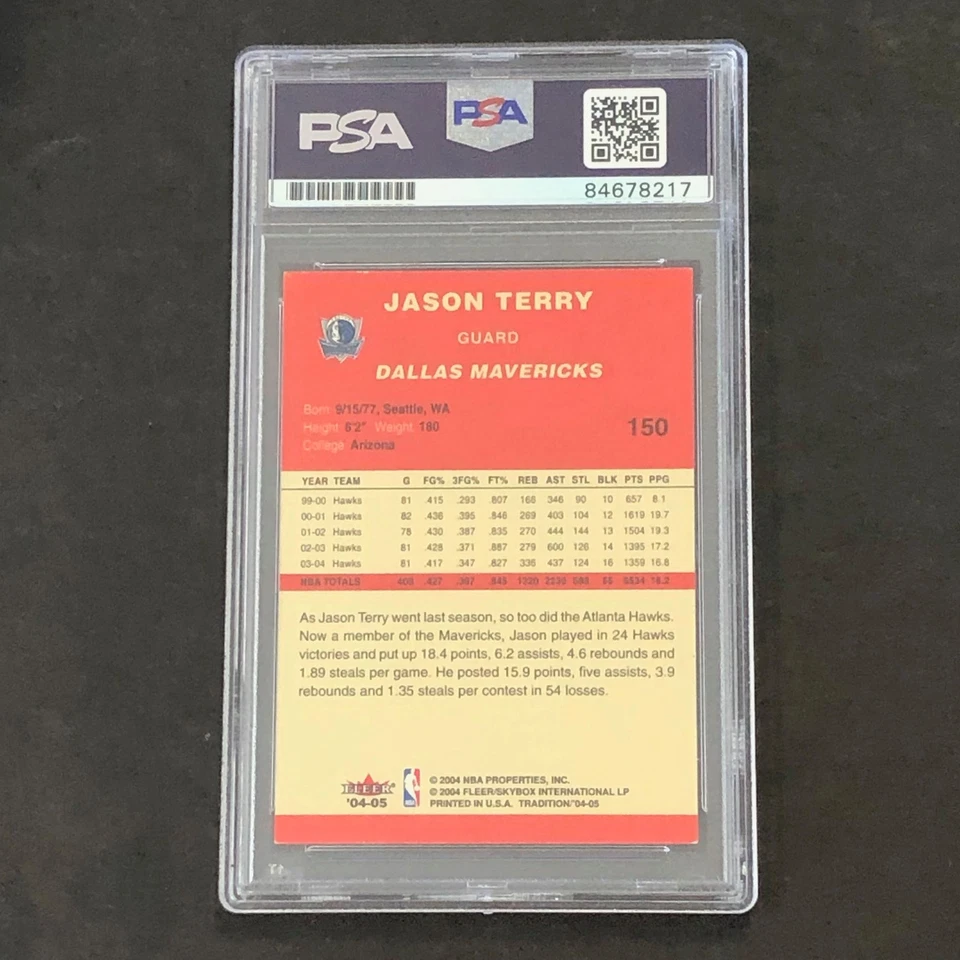 PSA PSA
84678217
JASON TERRY
GUARD
DALLAS MAVERICKS
Born 9/15/77, Seattle, WA
Height 6'2" Weight 180
College Arizona
150
YEAR TEAM G FG% 3FG% FT% REB AST STL BLK PTS PPG
99-00 Hawks 81 .415 .293 .807 166 346 90 10 657 8.1
00-01 Hawks 82 .436 .395 .846 269 403 104 12 1619 19.7
01-02 Hawks 78 .430 .387 .835 270 444 144 13 1504 19.3
02-03 Hawks 81 .428 .371 .887 279 600 126 14 1395 17.2
03-04 Hawks 81 .417 .347 .827 336 437 124 16 1359 16.8
NBA TOTALS .427 .845 6534 16.2
As Jason Terry went last season, so too did the Atlanta Hawks.
Now a member of the Mavericks, Jason played in 24 Hawks
victories and put up 18.4 points, 6.2 assists, 4.6 rebounds and
1.89 steals per game. He posted 15.9 points, five assists, 3.9
rebounds and 1.35 steals per contest in 54 losses.
FLEER
'04-05
© 2004 NBA PROPERTIES, INC.
© 2004 FLEER/SKYBOX INTERNATIONAL LP
PRINTED IN U.S.A. TRADITION/'04-05